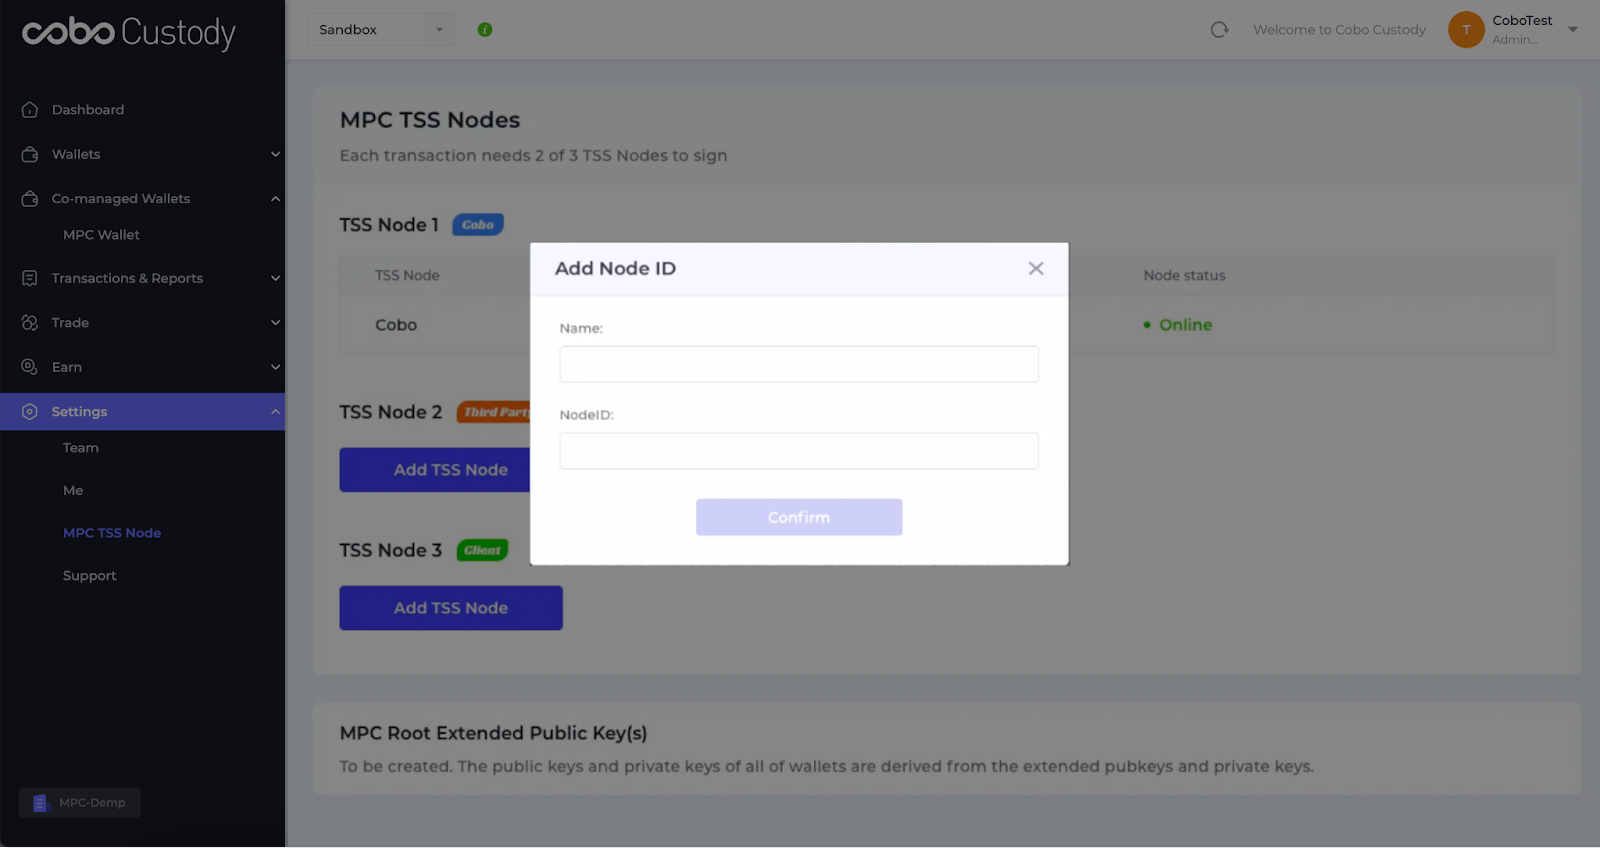 cobo Custody
Sandbox
Welcome to Cobo Custody
T
CoboTest
Admin...
Dashboard
Wallets
Co-managed Wallets
MPC Wallet
Transactions & Reports
Trade
Earn
Settings
Team
Me
MPC TSS Node
Support
MPC-Demp
MPC TSS Nodes
Each transaction needs 2 of 3 TSS Nodes to sign
TSS Node 1 Cobo
TSS Node
Node status
Cobo
Online
TSS Node 2 Third Party
Add TSS Node
TSS Node 3 Client
Add TSS Node
Add Node ID
Name:
NodeID:
Confirm
MPC Root Extended Public Key(s)
To be created. The public keys and private keys of all of wallets are derived from the extended pubkeys and private keys.